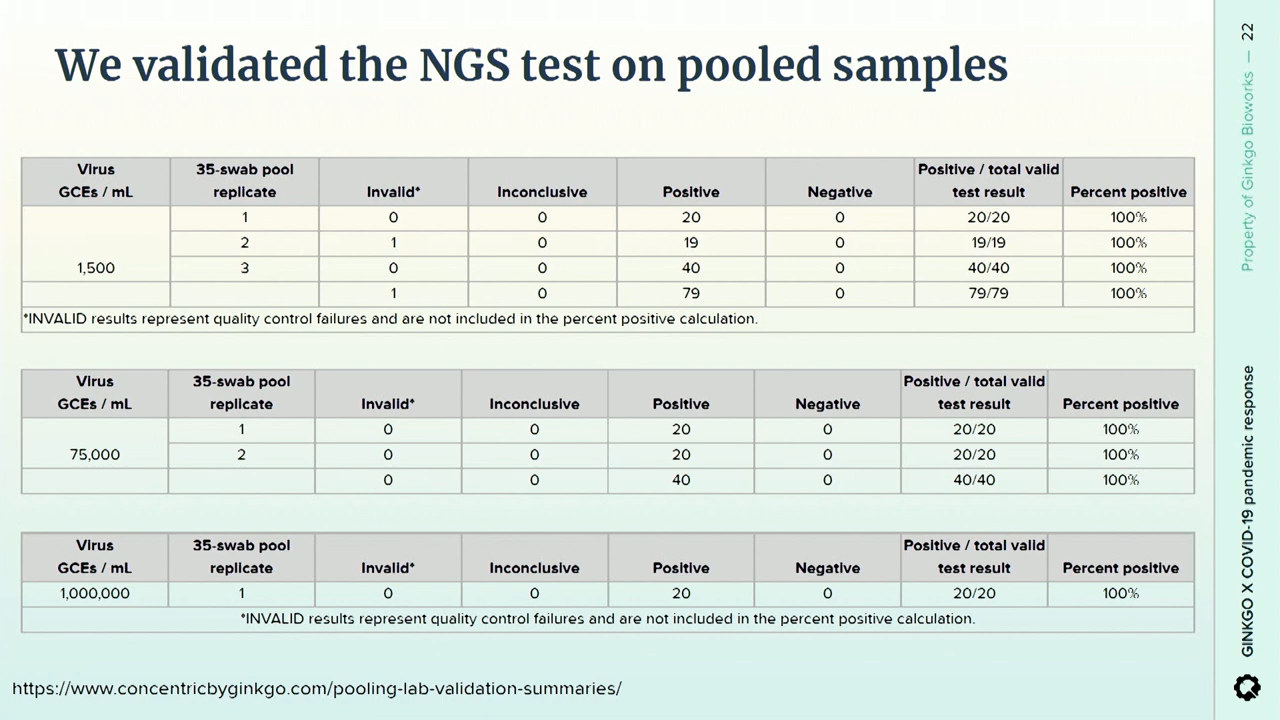 We validated the NGS test on pooled samples
Virus GCEs / mL 35-swab pool replicate Invalid* Inconclusive Positive Negative Positive / total valid test result Percent positive
1 0 0 20 0 20/20 100%
2 1 0 19 0 19/19 100%
1,500 3 0 0 40 0 40/40 100%
1 0 79 0 79/79 100%
*INVALID results represent quality control failures and are not included in the percent positive calculation.
Virus GCEs / mL 35-swab pool replicate Invalid* Inconclusive Positive Negative Positive / total valid test result Percent positive
1 0 0 20 0 20/20 100%
75,000 2 0 0 20 0 20/20 100%
0 0 40 0 40/40 100%
Virus GCEs / mL 35-swab pool replicate Invalid* Inconclusive Positive Negative Positive / total valid test result Percent positive
1,000,000 1 0 0 20 0 20/20 100%
*INVALID results represent quality control failures and are not included in the percent positive calculation.
https://www.concentricbyginkgo.com/pooling-lab-validation-summaries/
GINKGO X COVID-19 pandemic response
Property of Ginkgo Bioworks — 22